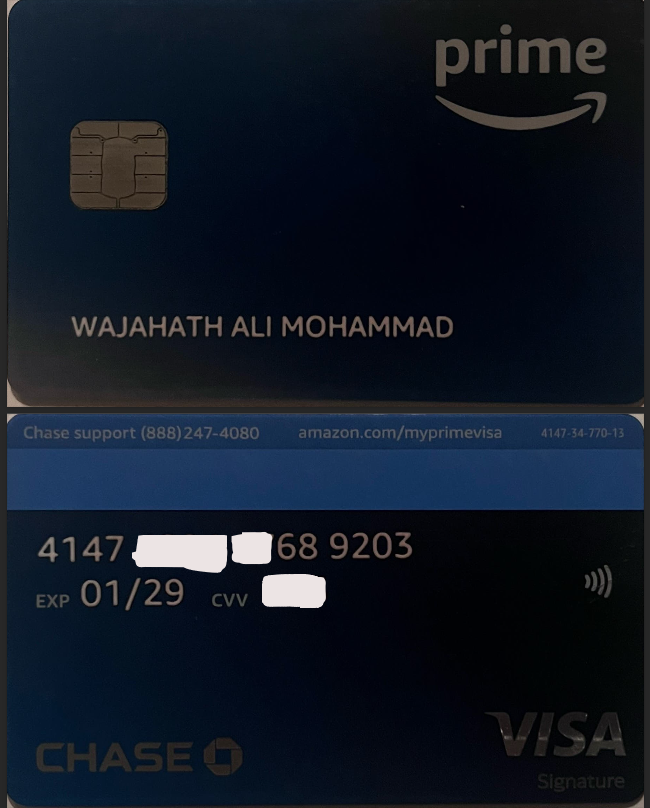 prime
WAJAHATH ALI MOHAMMAD
Chase support (888)247-4080 amazon.com/myprimevisa 4147-34-770-13
4147 68 9203
EXP 01/29 CVV
CHASE VISA
Signature